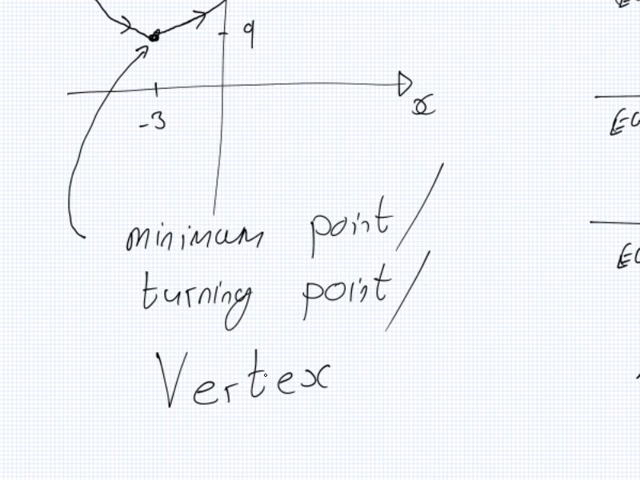 9
x
-3
minimum point/
turning point/
Vertex